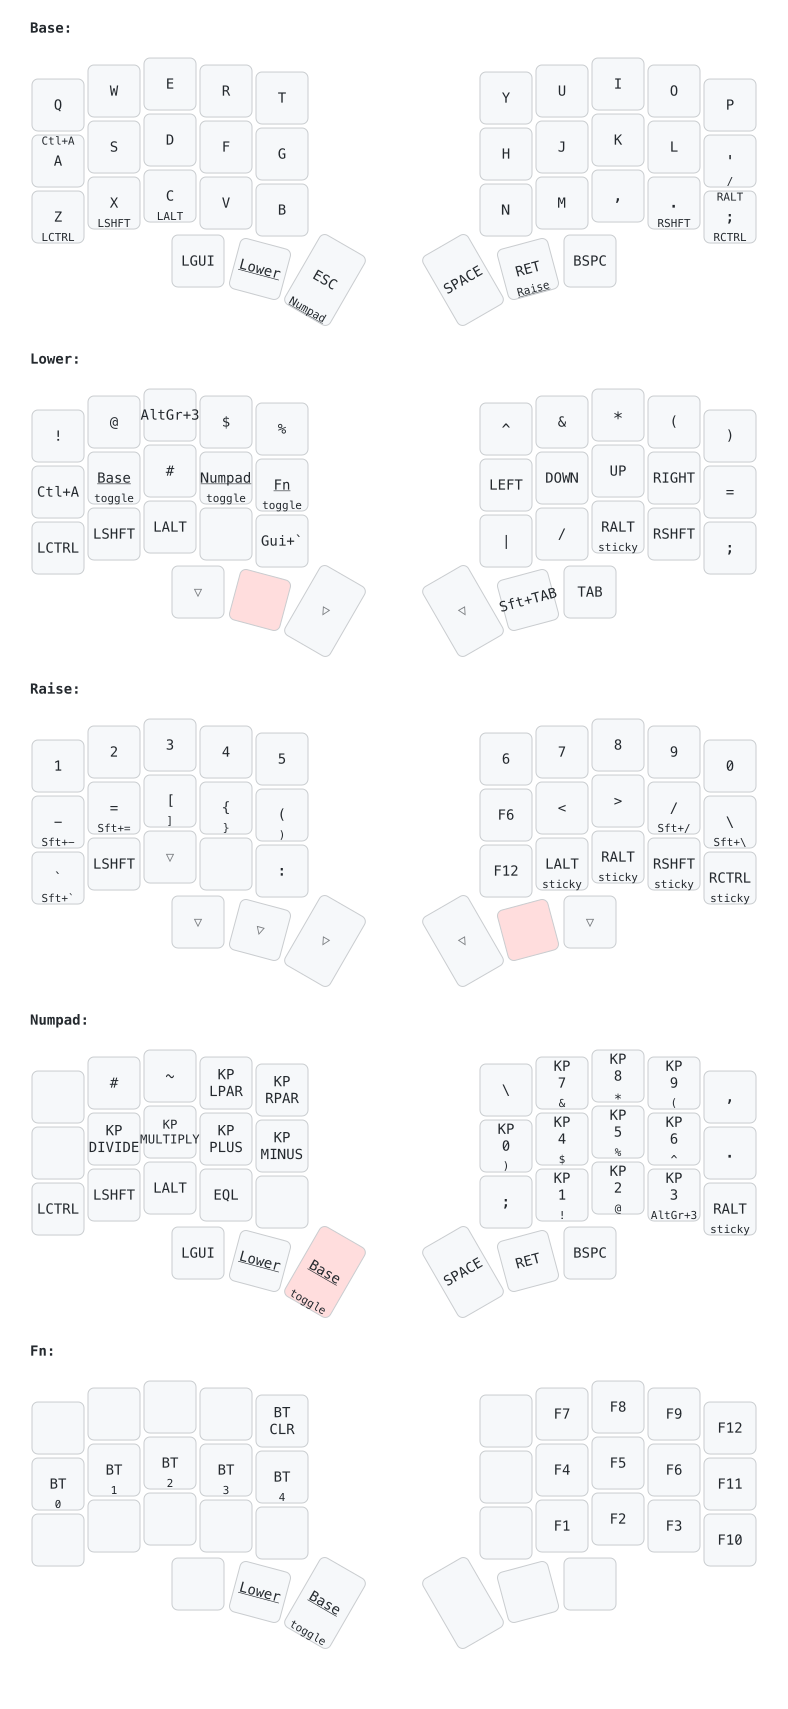 Base:
Q W E R T Y U I O P
Ctl+A
A S D F G H J K L '
/
Z X C V B N M , . ;
LCTRL LSHFT LALT RSHFT RALT RCTRL
LGUI Lower ESC SPACE RET BSPC
Numpad Raise
Lower:
! @ AltGr+3 $ % ^ & * ( )
Ctl+A Base # Numpad Fn LEFT DOWN UP RIGHT =
toggle toggle toggle
LCTRL LSHFT LALT Gui+` | / RALT RSHFT ;
sticky
▽ ▽ ▽ Sft+TAB TAB
Raise:
1 2 3 4 5 6 7 8 9 0
− = [ { ( F6 < > / \
Sft+− Sft+= ] } ) Sft+/ Sft+\
` LSHFT ▽ : F12 LALT RALT RSHFT RCTRL
Sft+` sticky sticky sticky sticky
▽ ▽ ▽ ▽ ▽
Numpad:
# ~ KP LPAR KP RPAR \ KP 7 KP 8 KP 9 ,
& * (
KP DIVIDE KP MULTIPLY KP PLUS KP MINUS KP 0 KP 4 KP 5 KP 6 .
) $ % ^
LCTRL LSHFT LALT EQL ; KP 1 KP 2 KP 3 RALT
! @ AltGr+3 sticky
LGUI Lower Base SPACE RET BSPC
toggle
Fn:
BT CLR F7 F8 F9 F12
BT BT BT BT BT F4 F5 F6 F11
0 1 2 3 4
F1 F2 F3 F10
Lower Base
toggle